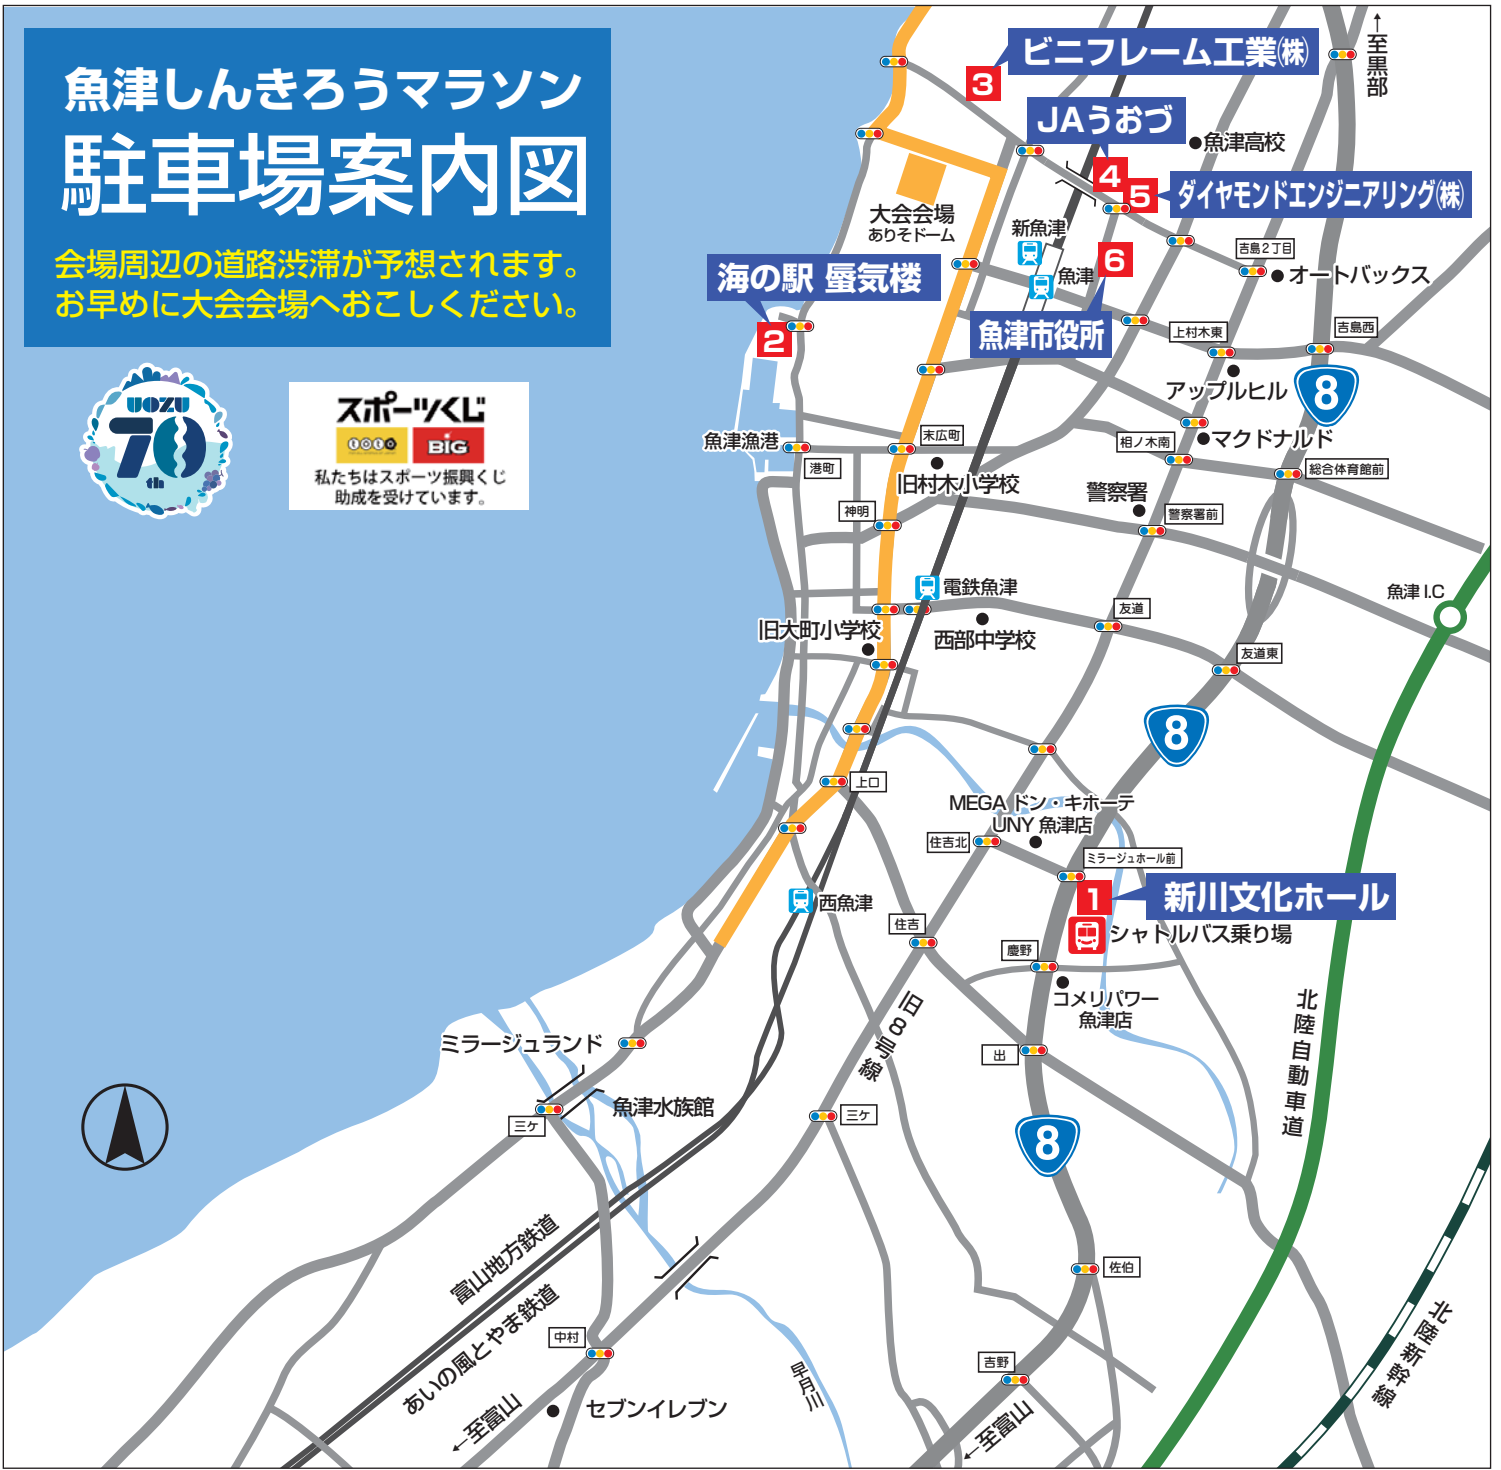 魚津しんきろうマラソン
駐車場案内図
会場周辺の道路渋滞が予想されます。
お早めに大会会場へおこしください。
UOZU
70
th
スポーツくじ
toto
BIG
私たちはスポーツ振興くじ
助成を受けています。
←至黒部
ビニフレーム工業㈱
3
JAうおづ
魚津高校
4
5
ダイヤモンドエンジニアリング㈱
大会会場
ありそドーム
新魚津
魚津
6
吉島2丁目
オートバックス
海の駅 蜃気楼
2
魚津市役所
上村木東
吉島西
アップルヒル
8
魚津漁港
港町
末広町
旧村木小学校
相ノ木南
マクドナルド
総合体育館前
神明
警察署
警察署前
電鉄魚津
西部中学校
友道
魚津 I.C
旧大町小学校
友道東
8
上口
MEGA ドン・キホーテ
UNY 魚津店
住吉北
ミラージュホール前
1
新川文化ホール
シャトルバス乗り場
西魚津
住吉
慶野
コメリパワー
魚津店
旧8号線
北陸自動車道
出
ミラージュランド
三ケ
魚津水族館
三ケ
8
富山地方鉄道
あいの風とやま鉄道
佐伯
中村
吉野
早月川
北陸新幹線
セブンイレブン
←至富山
←至富山